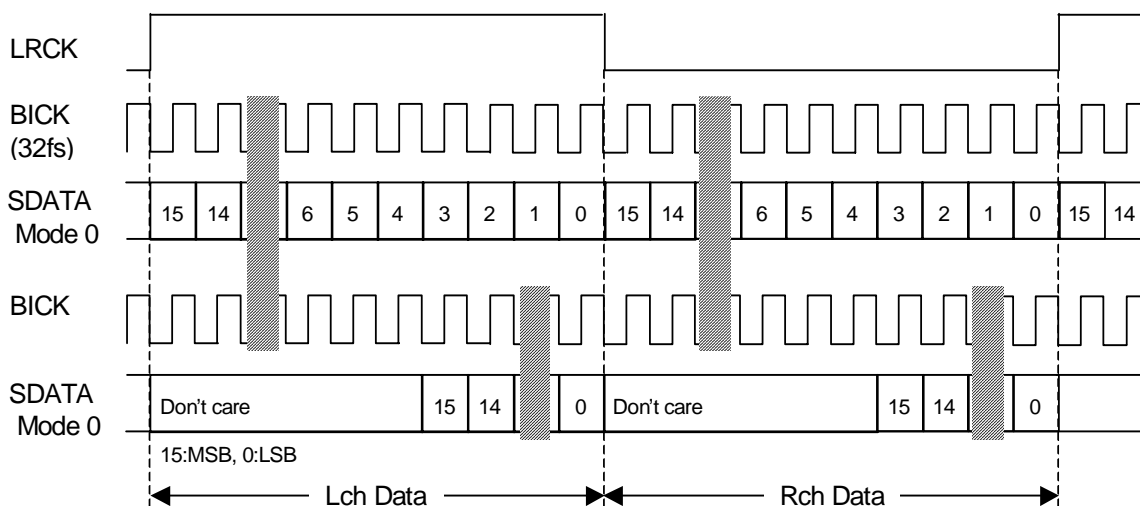 LRCK
BICK
(32fs)
SDATA
Mode 0
15 14 6 5 4 3 2 1 0 15 14 6 5 4 3 2 1 0 15 14
BICK
SDATA
Mode 0
Don't care 15 14 0 Don't care 15 14 0
15:MSB, 0:LSB
Lch Data Rch Data